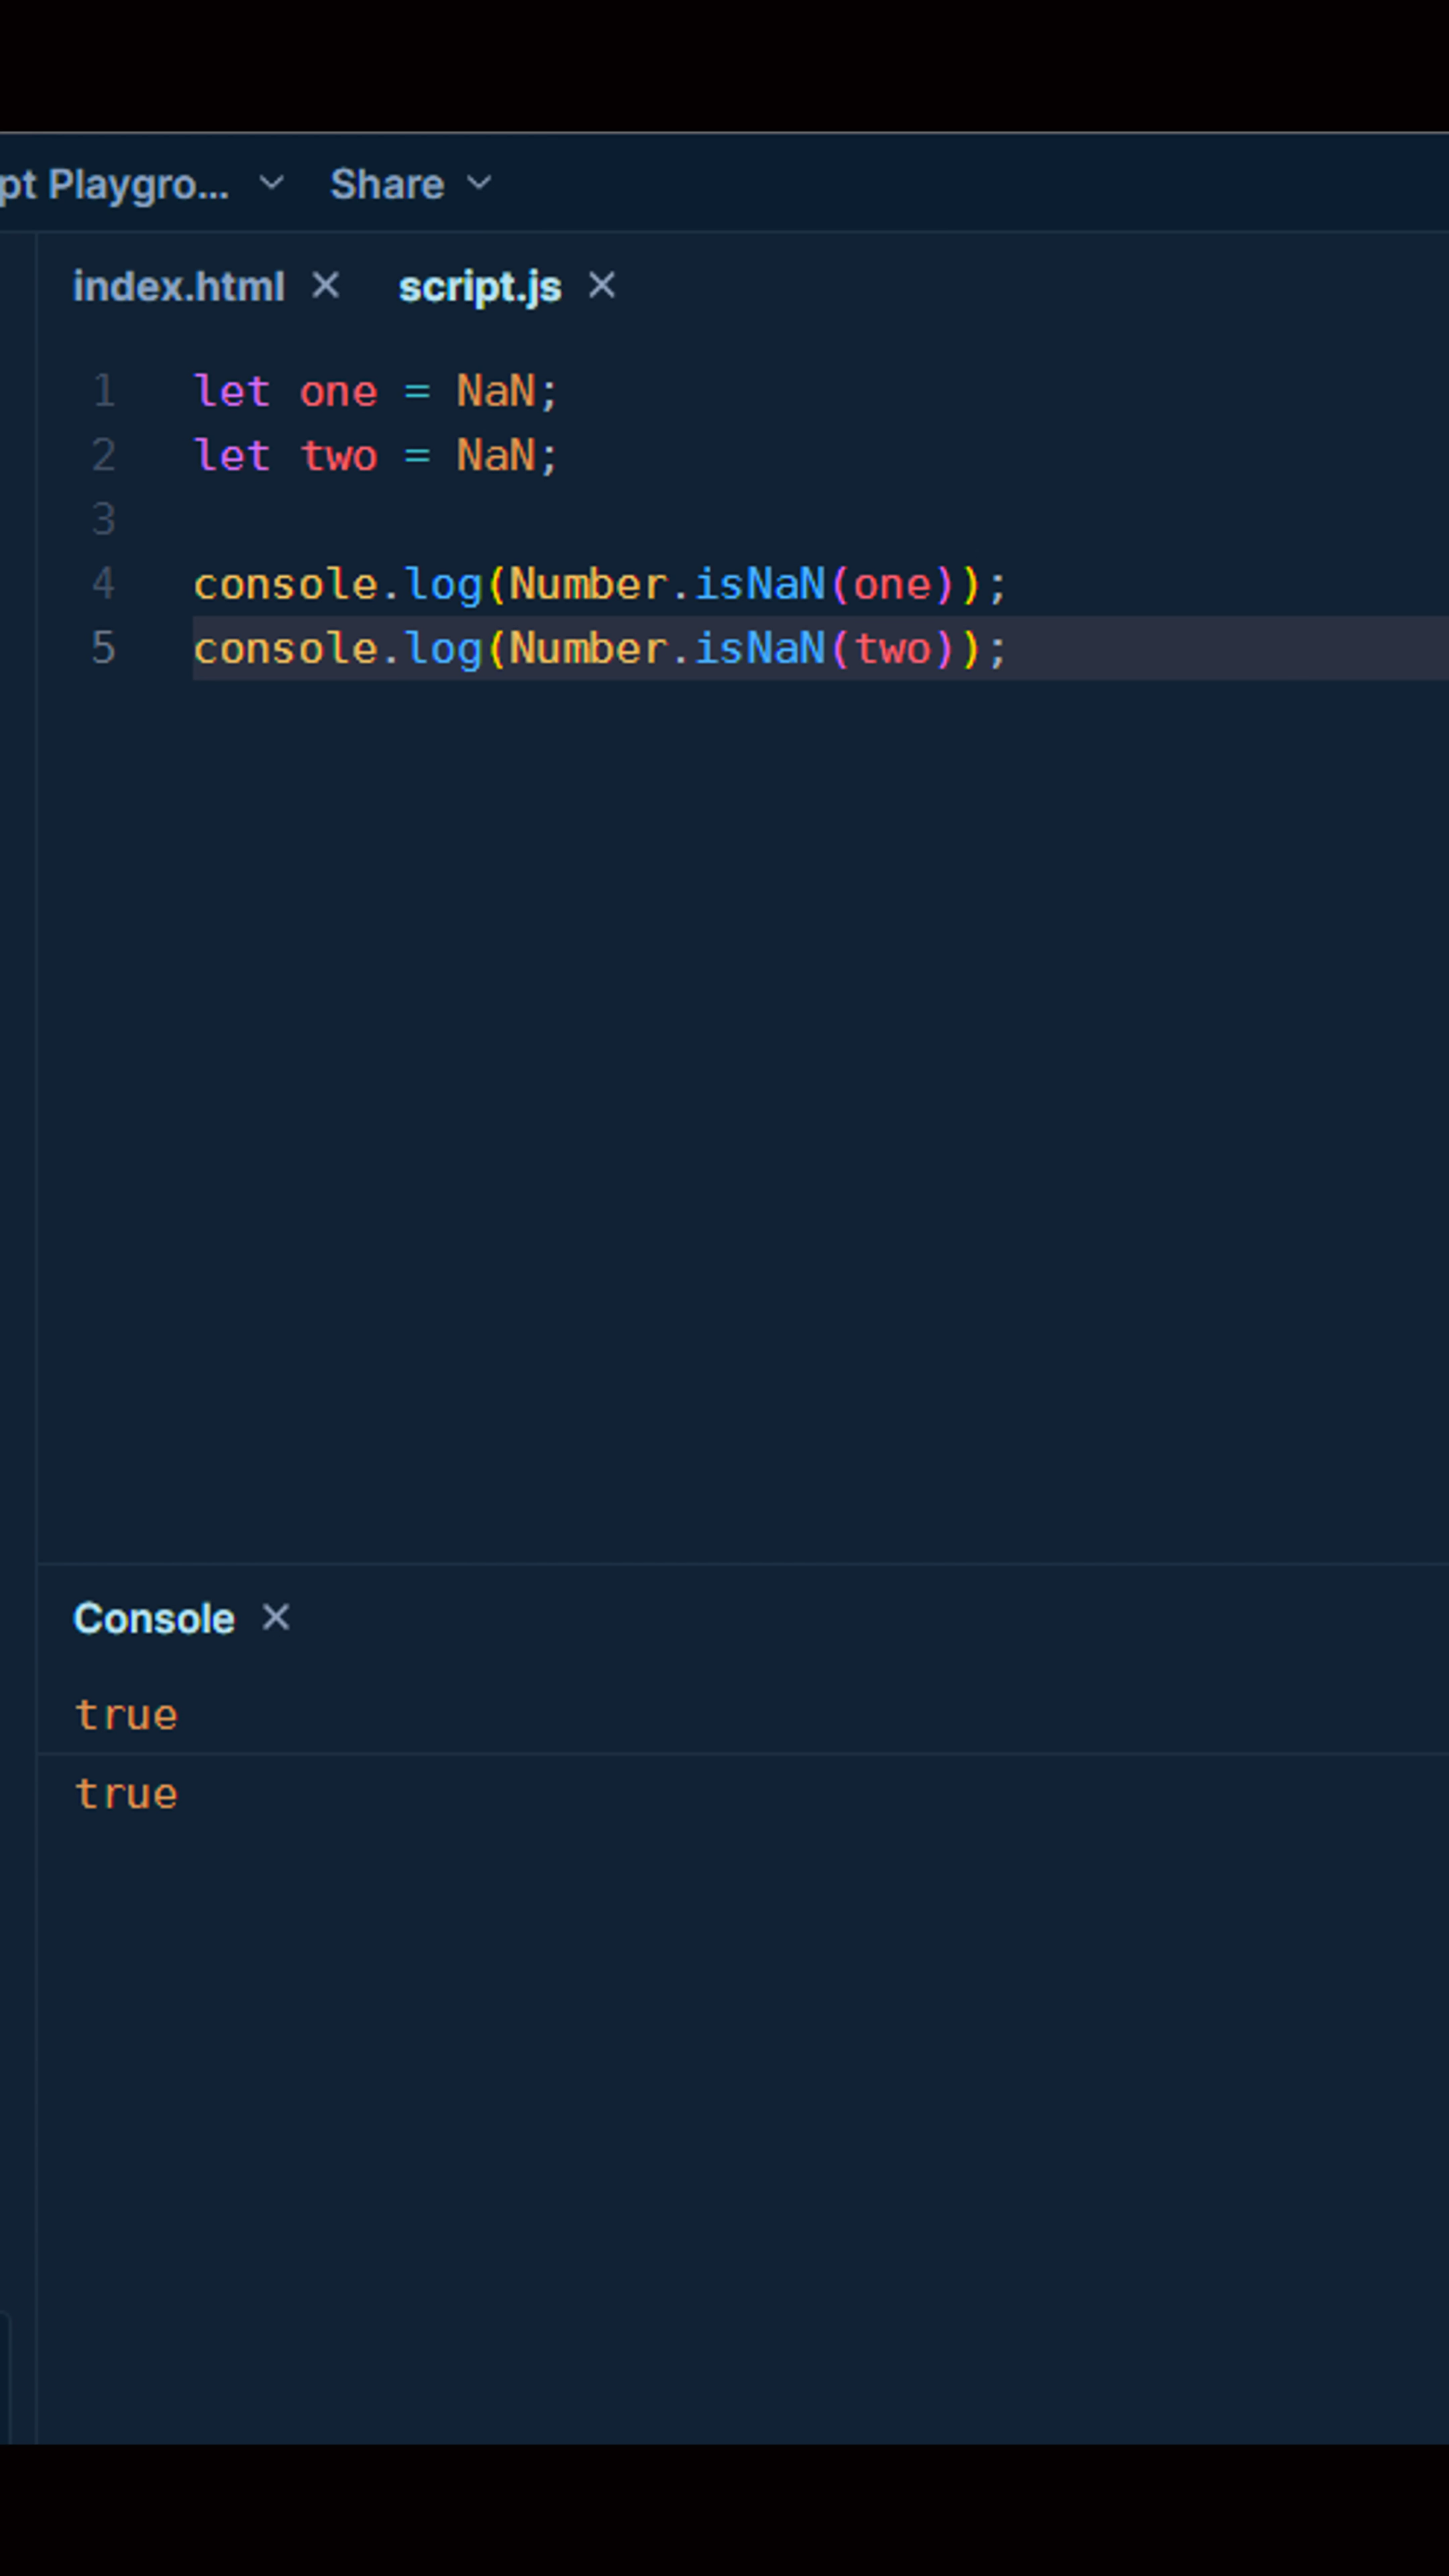 pt Playgro... Share
index.html script.js
1 let one = NaN;
2 let two = NaN;
3
4 console.log(Number.isNaN(one));
5 console.log(Number.isNaN(two));
Console
true
true